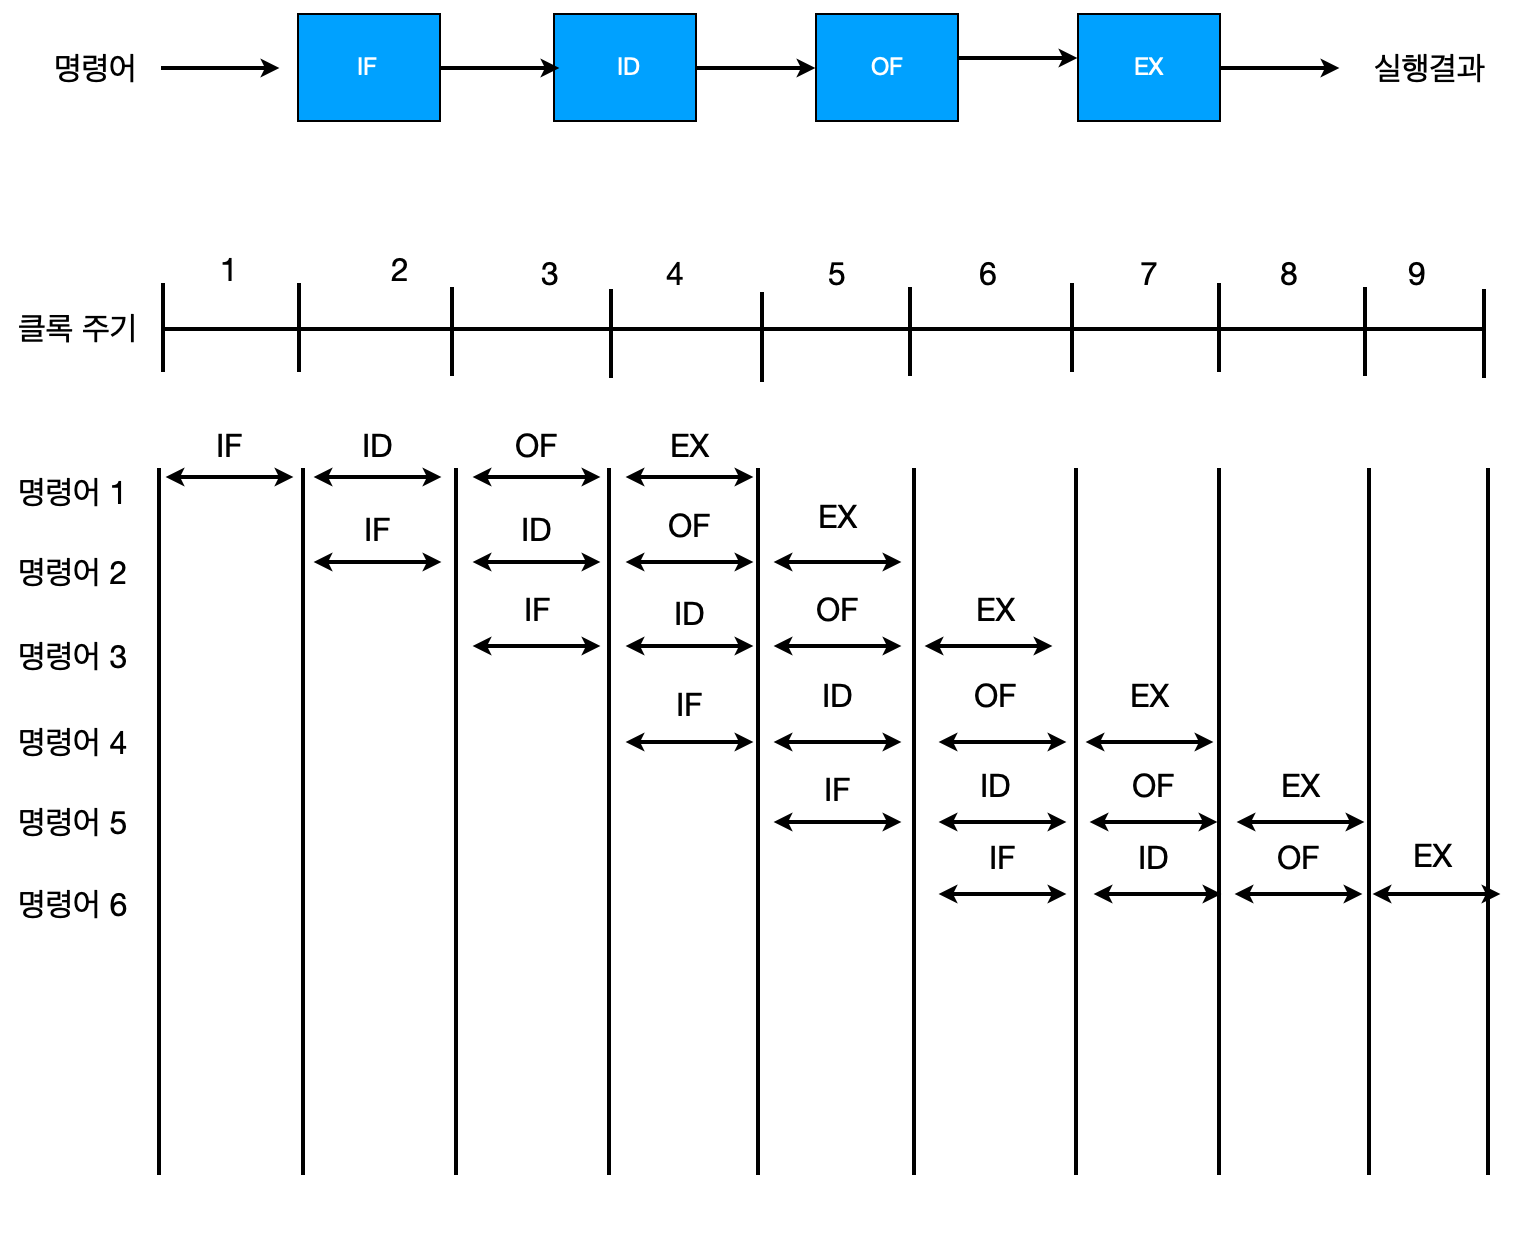 명령어 IF ID OF EX 실행결과
1 2 3 4 5 6 7 8 9
클록 주기
IF ID OF EX
명령어 1
IF ID OF EX
명령어 2
IF ID OF EX
명령어 3
IF ID OF EX
명령어 4
IF ID OF EX
명령어 5
IF ID OF EX
명령어 6